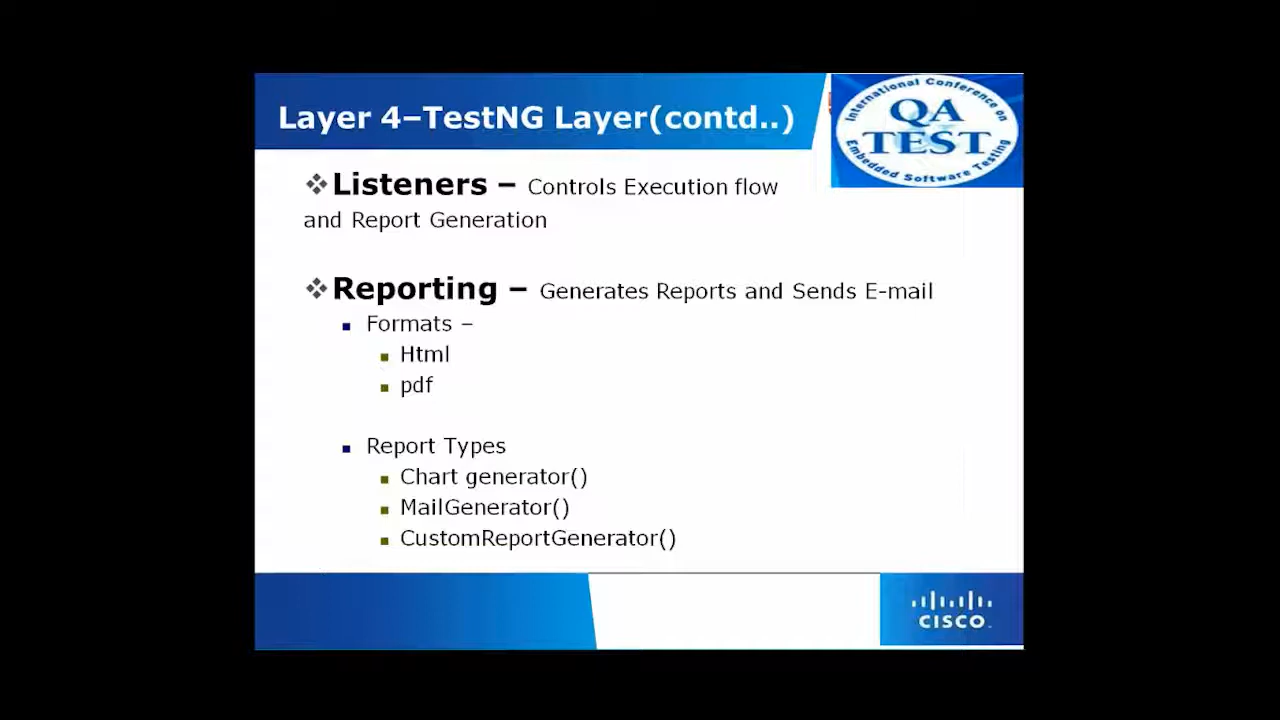 Layer 4–TestNG Layer(contd..)
International Conference on
QA
TEST
Embedded Software Testing
Listeners – Controls Execution flow
and Report Generation
Reporting – Generates Reports and Sends E-mail
Formats –
Html
pdf
Report Types
Chart generator()
MailGenerator()
CustomReportGenerator()
CISCO